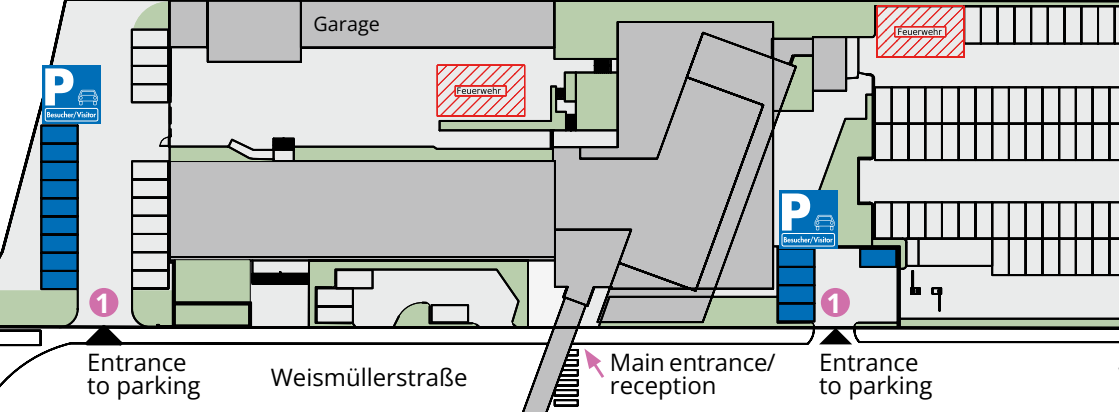 Garage
Feuerwehr
Feuerwehr
P
Besucher/Visitor
P
Besucher/Visitor
1
1
Entrance
to parking
Weismüllerstraße
Main entrance/
reception
Entrance
to parking